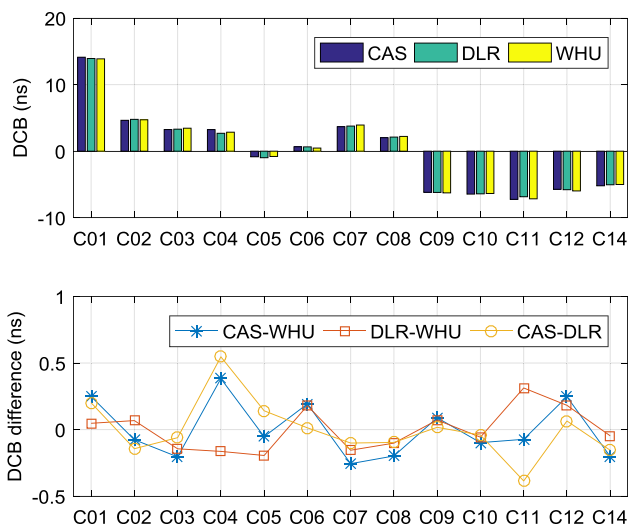 20
10
0
-10
DCB (ns)
CAS DLR WHU
C01 C02 C03 C04 C05 C06 C07 C08 C09 C10 C11 C12 C14
1
0.5
0
-0.5
DCB difference (ns)
CAS-WHU DLR-WHU CAS-DLR
C01 C02 C03 C04 C05 C06 C07 C08 C09 C10 C11 C12 C14